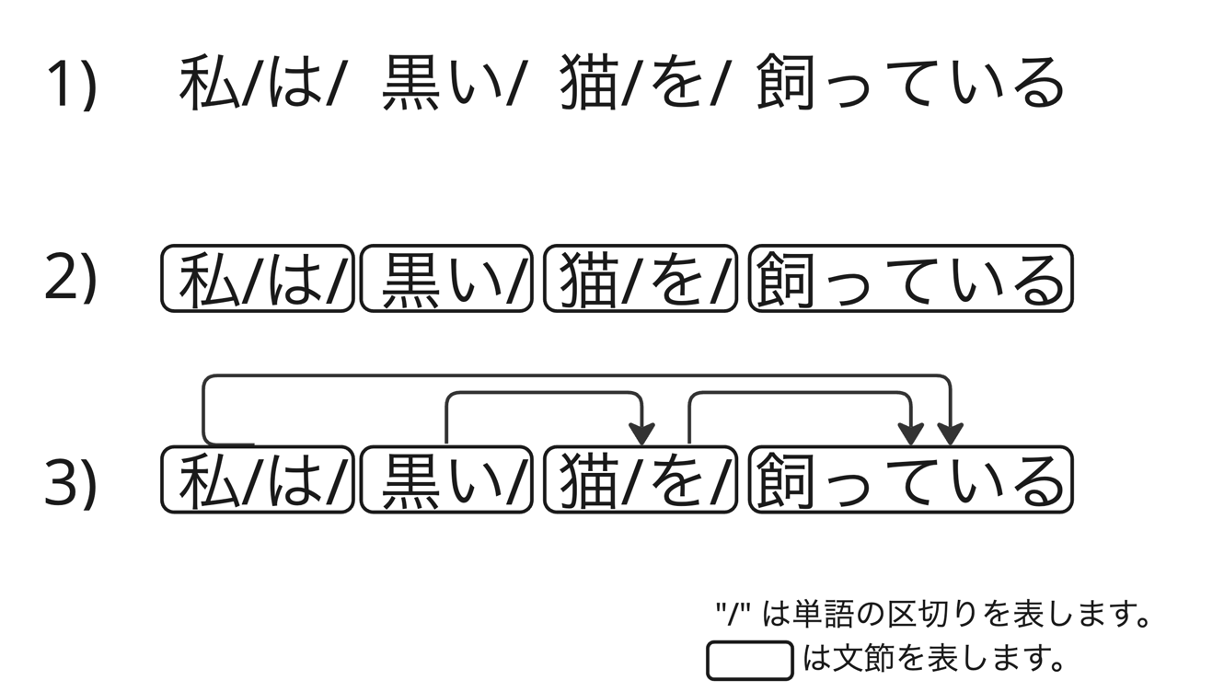 1) 私/は/ 黒い/ 猫/を/ 飼っている
2) 私/は/ 黒い/ 猫/を/ 飼っている
3) 私/は/ 黒い/ 猫/を/ 飼っている
"/" は単語の区切りを表します。
は文節を表します。